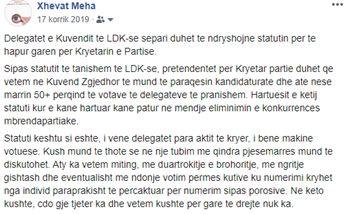 Xhevat Meha
17 korrik 2019 ·
Delegatet e Kuvendit te LDK-se separi duhet te ndryshojne statutin per te
hapur garen per Kryetarin e Partise.
Sipas statutit te tanishem te LDK-se, pretendentet per Kryetar partie duhet qe
vetem ne Kuvend Zgjedhor te mund te paraqesin kandidaturate dhe ate nese
marrin 50+ perqind te votave te delegateve te pranishem. Hartuesit e ketij
statuti kur e kane hartuar kane patur ne mendje eliminimin e konkurrences
mbrendapartiake.
Statuti keshtu si eshte, i vene delegatet para aktit te kryer, i bene makine
votuese. Kush mund te thote se ne nje tubim me qindra pjesemarres mund te
diskutohet. Aty ka vetem miting, me duartrokitje e brohoritje, me ngritje
gishtash dhe eventualisht me ndonje votim permes kutive ku numerimi kryhet
nga individ paraprakisht te percaktuar per numerim sipas porosive. Ne keto
kushte, cdo gje tjeter ka dhe vetem kushte per gare te drejte nuk ka.